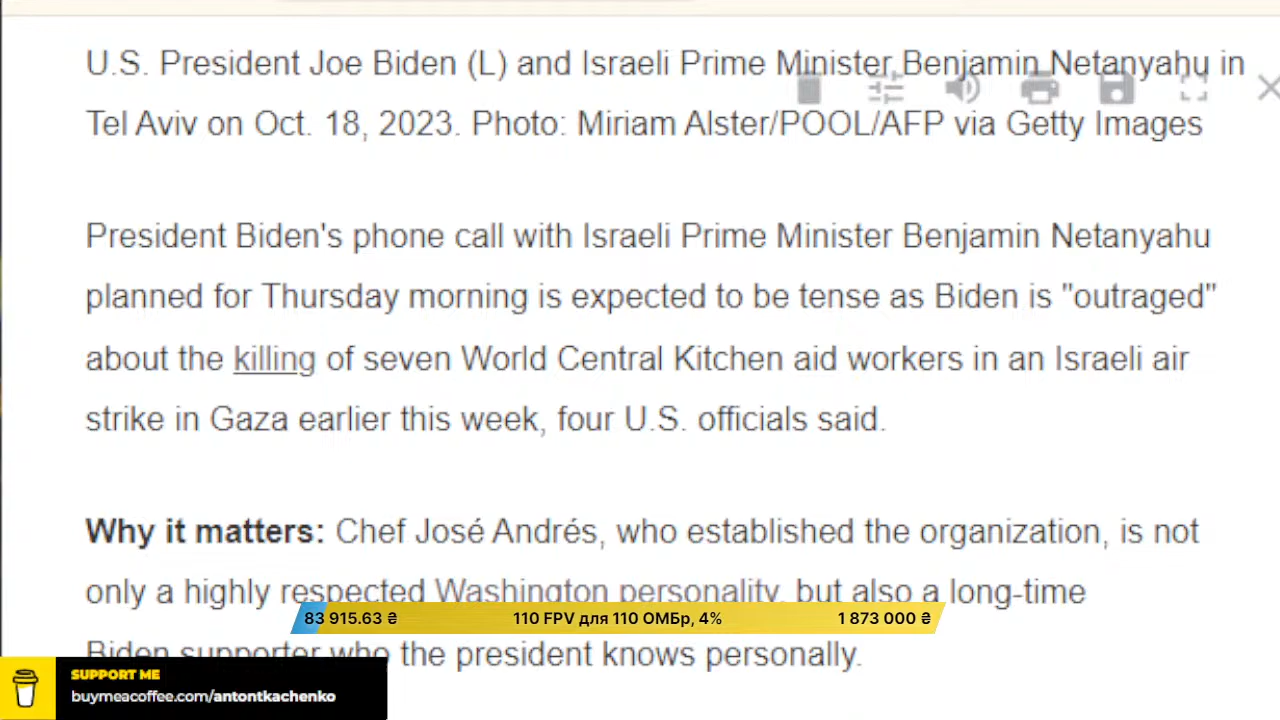 U.S. President Joe Biden (L) and Israeli Prime Minister Benjamin Netanyahu in
Tel Aviv on Oct. 18, 2023. Photo: Miriam Alster/POOL/AFP via Getty Images
President Biden's phone call with Israeli Prime Minister Benjamin Netanyahu
planned for Thursday morning is expected to be tense as Biden is "outraged"
about the killing of seven World Central Kitchen aid workers in an Israeli air
strike in Gaza earlier this week, four U.S. officials said.
Why it matters: Chef José Andrés, who established the organization, is not
only a highly respected Washington personality, but also a long-time
83 915.63 ₴ 110 FPV для 110 ОМБр, 4% 1 873 000 ₴
Biden supporter who the president knows personally.
SUPPORT ME
buymeacoffee.com/antontkachenko